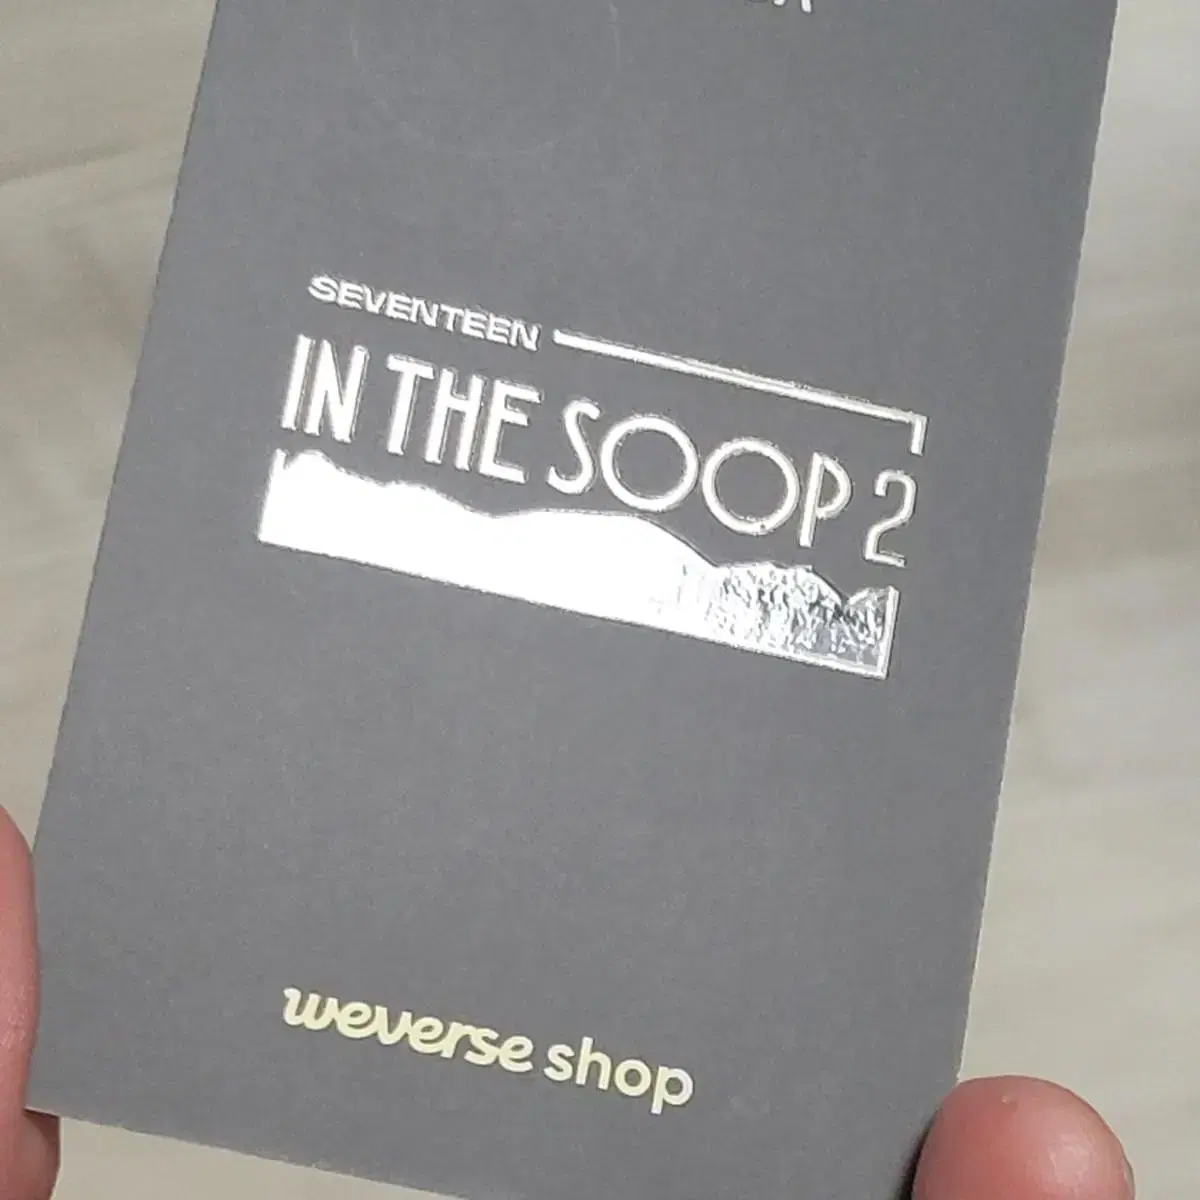 SEVENTEEN
IN THE SOOP 2
weverse shop